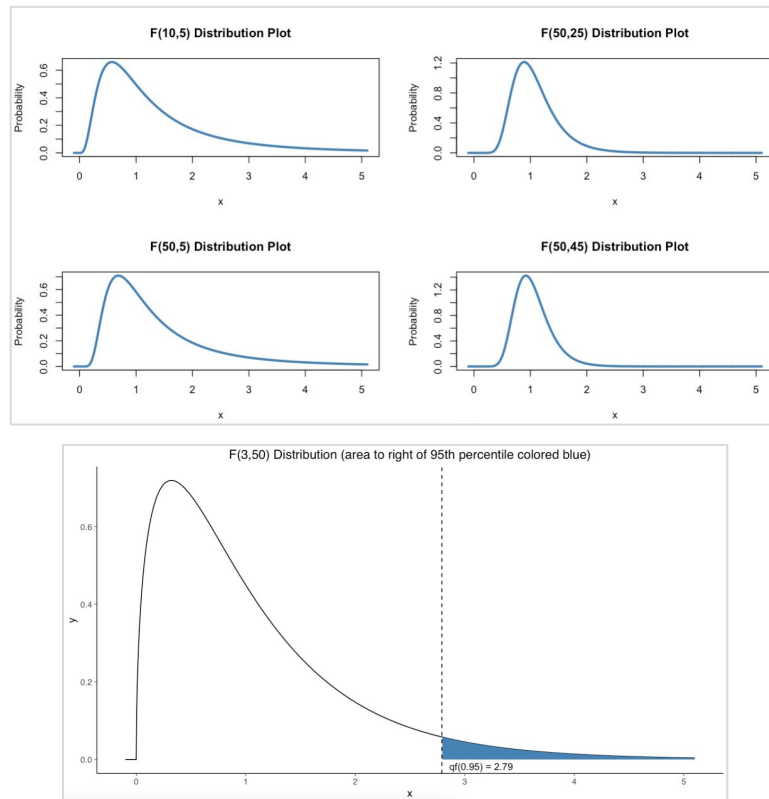 F(10,5) Distribution Plot
Probability
0.0 0.2 0.4 0.6
0 1 2 3 4 5
x
F(50,25) Distribution Plot
Probability
0.0 0.4 0.8 1.2
0 1 2 3 4 5
x
F(50,5) Distribution Plot
Probability
0.0 0.2 0.4 0.6
0 1 2 3 4 5
x
F(50,45) Distribution Plot
Probability
0.0 0.4 0.8 1.2
0 1 2 3 4 5
x
F(3,50) Distribution (area to right of 95th percentile colored blue)
y
0.6
0.4
0.2
0.0
qf(0.95) = 2.79
0 1 2 3 4 5
x